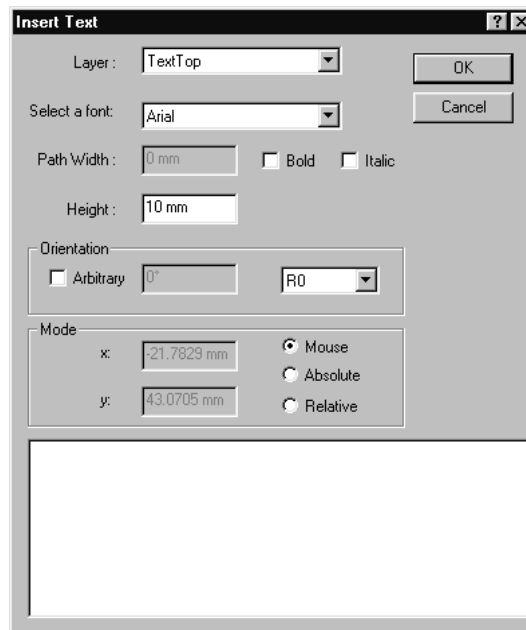 Insert Text
Layer : TextTop OK
Select a font: Arial Cancel
Path Width : 0 mm Bold Italic
Height : 10 mm
Orientation
Arbitrary 0° R0
Mode
x: -21.7829 mm Mouse
Absolute
y: 43.0705 mm Relative